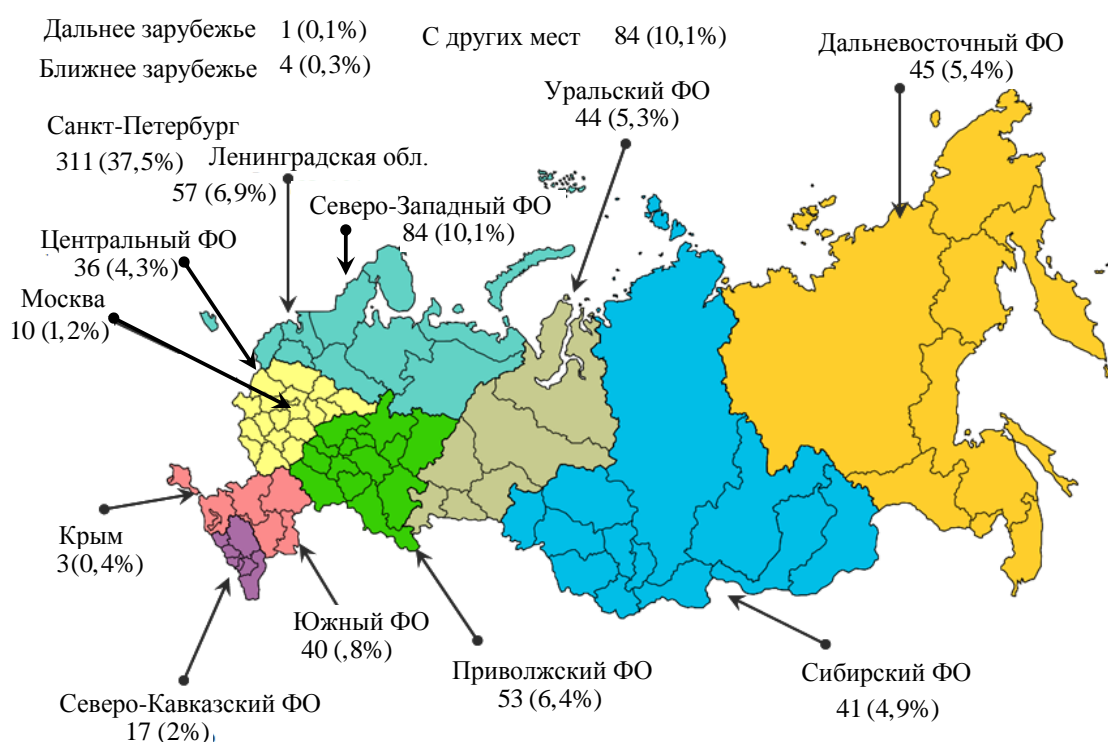 Дальнее зарубежье 1 (0,1%)
Ближнее зарубежье 4 (0,3%)
С других мест 84 (10,1%)
Дальневосточный ФО
45 (5,4%)
Уральский ФО
44 (5,3%)
Санкт-Петербург
311 (37,5%)
Ленинградская обл.
57 (6,9%)
Северо-Западный ФО
84 (10,1%)
Центральный ФО
36 (4,3%)
Москва
10 (1,2%)
Крым
3(0,4%)
Южный ФО
40 (,8%)
Приволжский ФО
53 (6,4%)
Сибирский ФО
41 (4,9%)
Северо-Кавказский ФО
17 (2%)